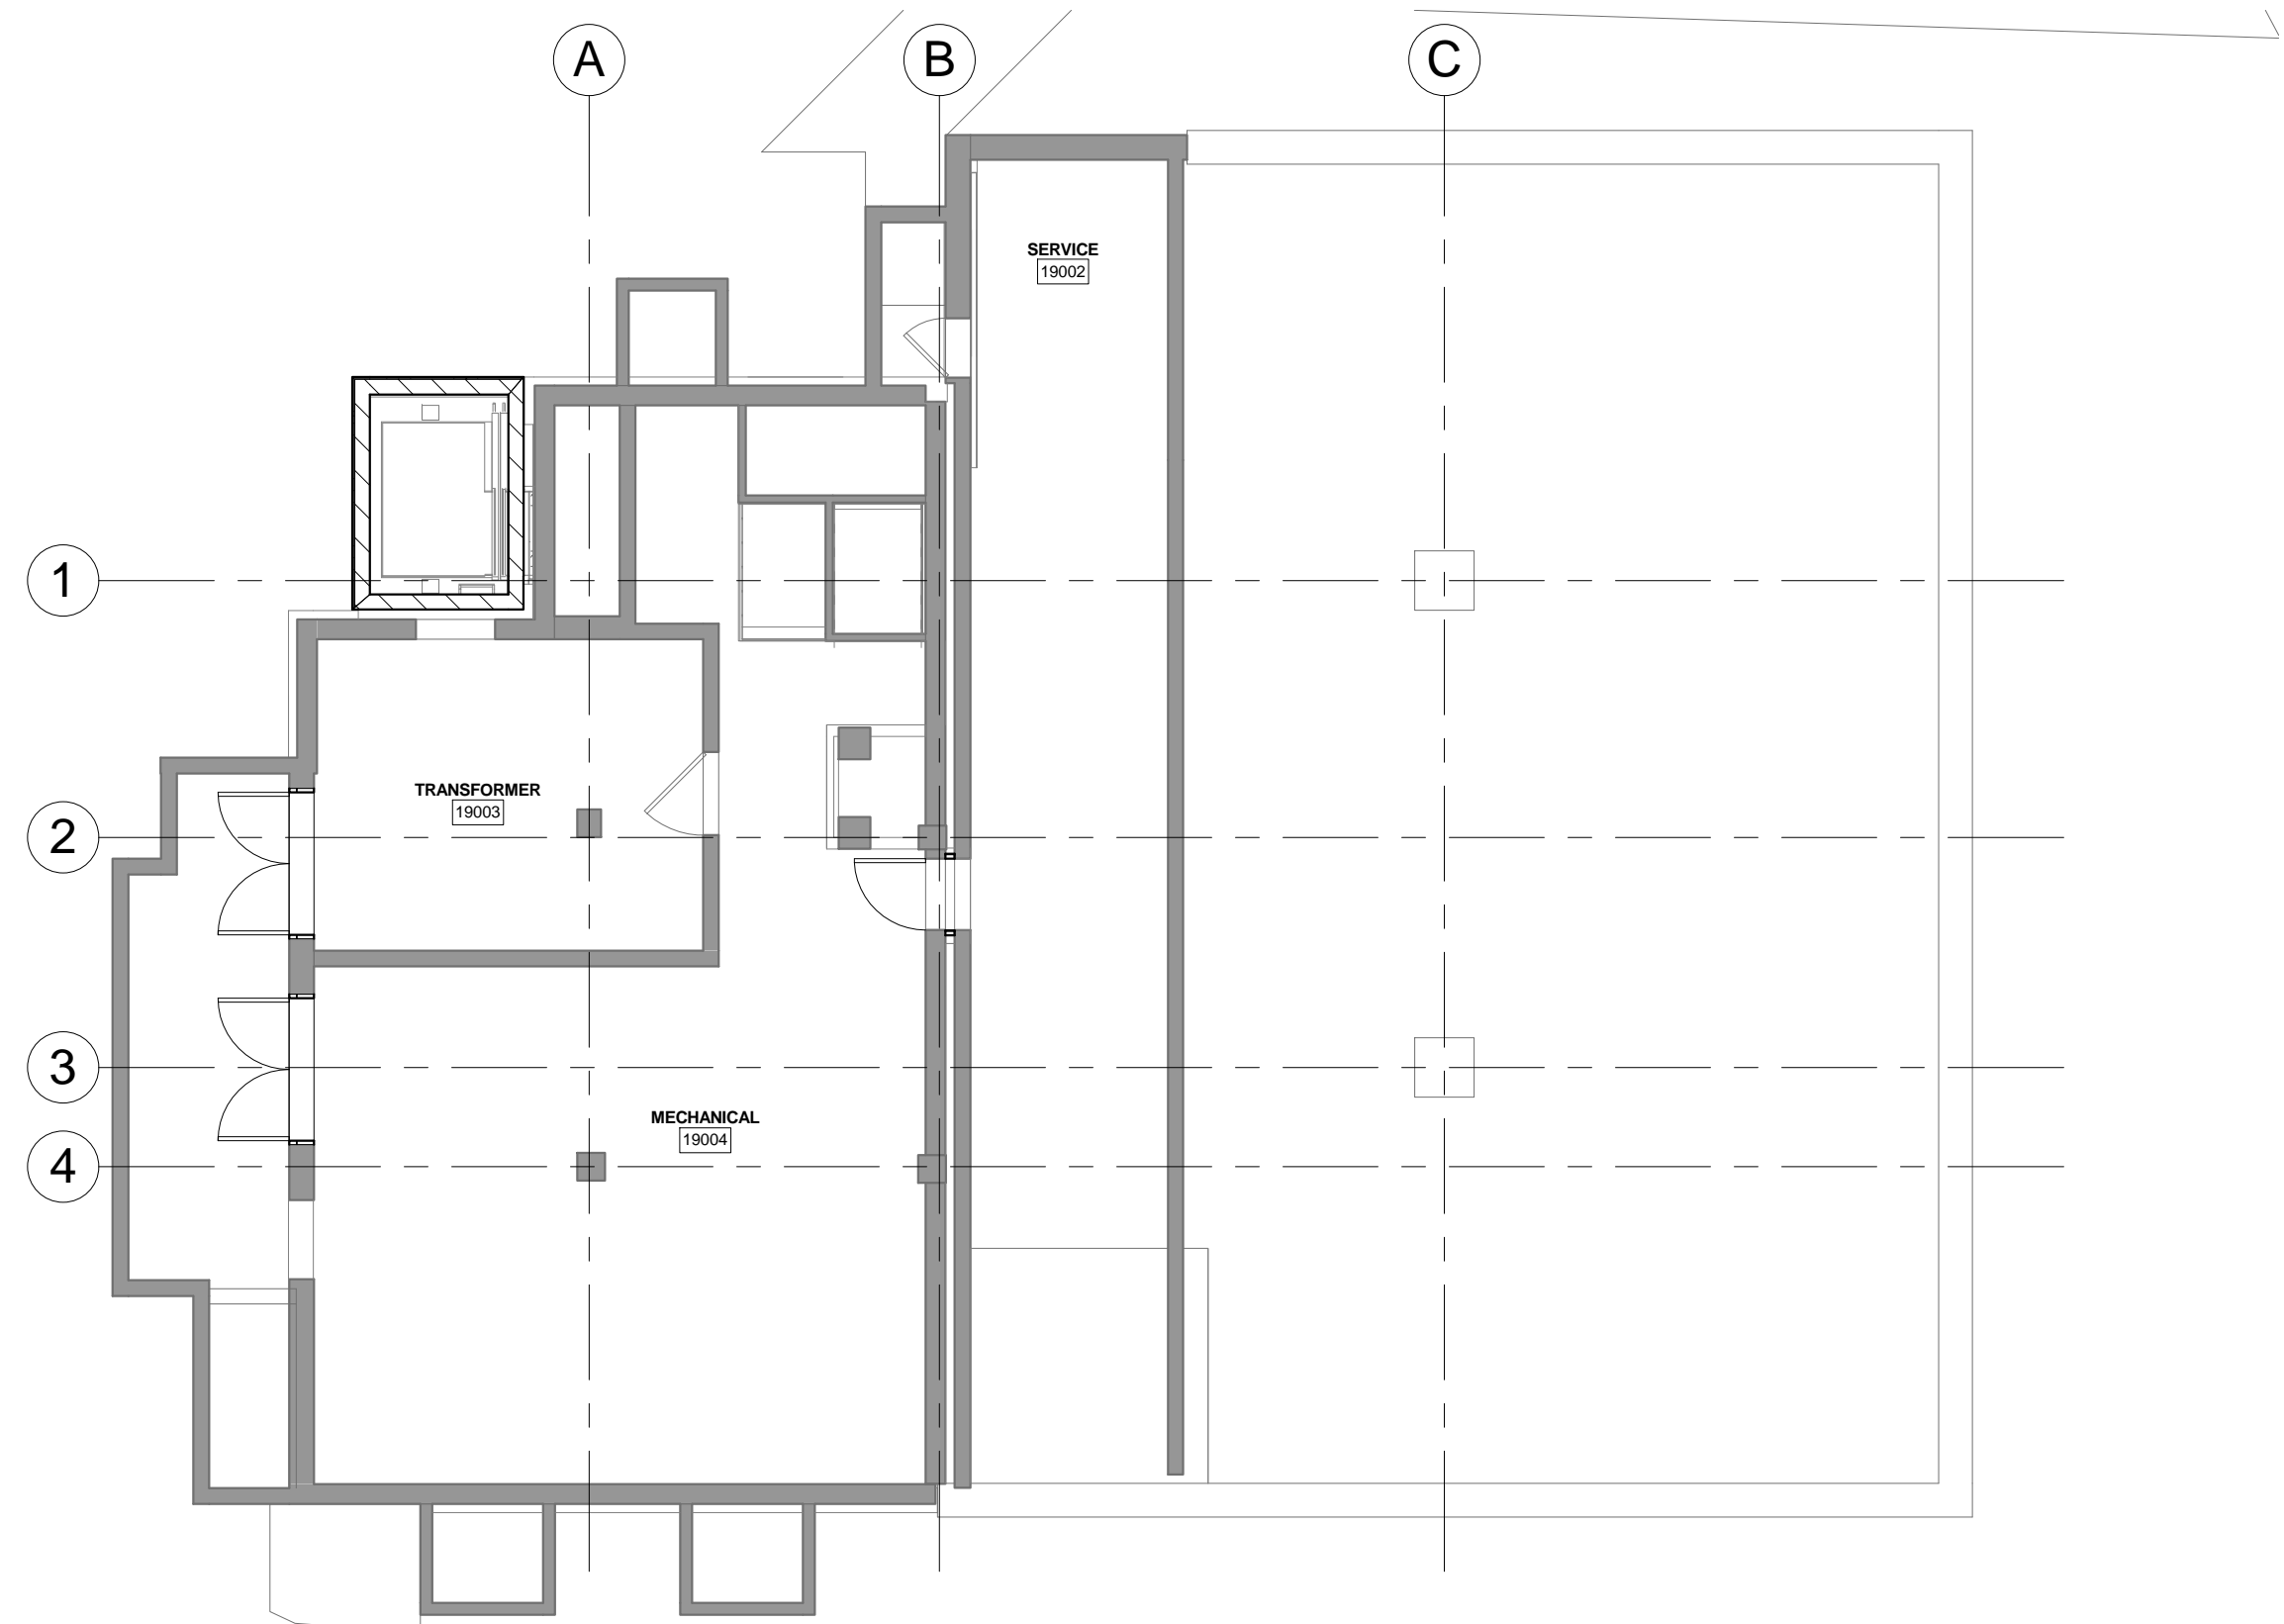 A
B
C
SERVICE
19002
1
TRANSFORMER
19003
2
3
MECHANICAL
19004
4